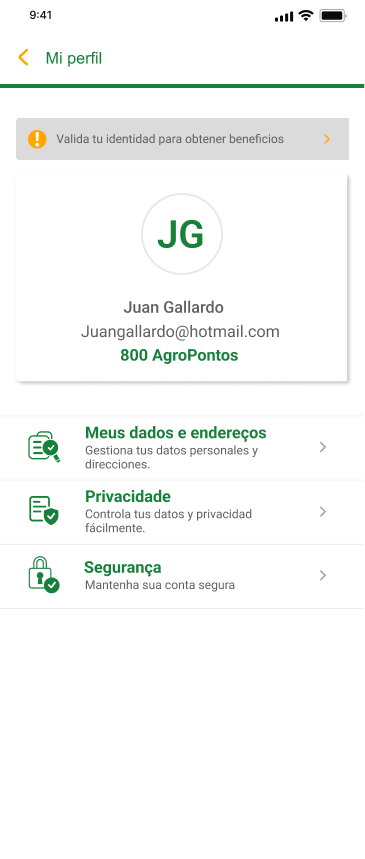 9:41
Mi perfil
Valida tu identidad para obtener beneficios
JG
Juan Gallardo
Juangallardo@hotmail.com
800 AgroPontos
Meus dados e endereços
Gestiona tus datos personales y
direcciones.
Privacidade
Controla tus datos y privacidad
fácilmente.
Segurança
Mantenha sua conta segura